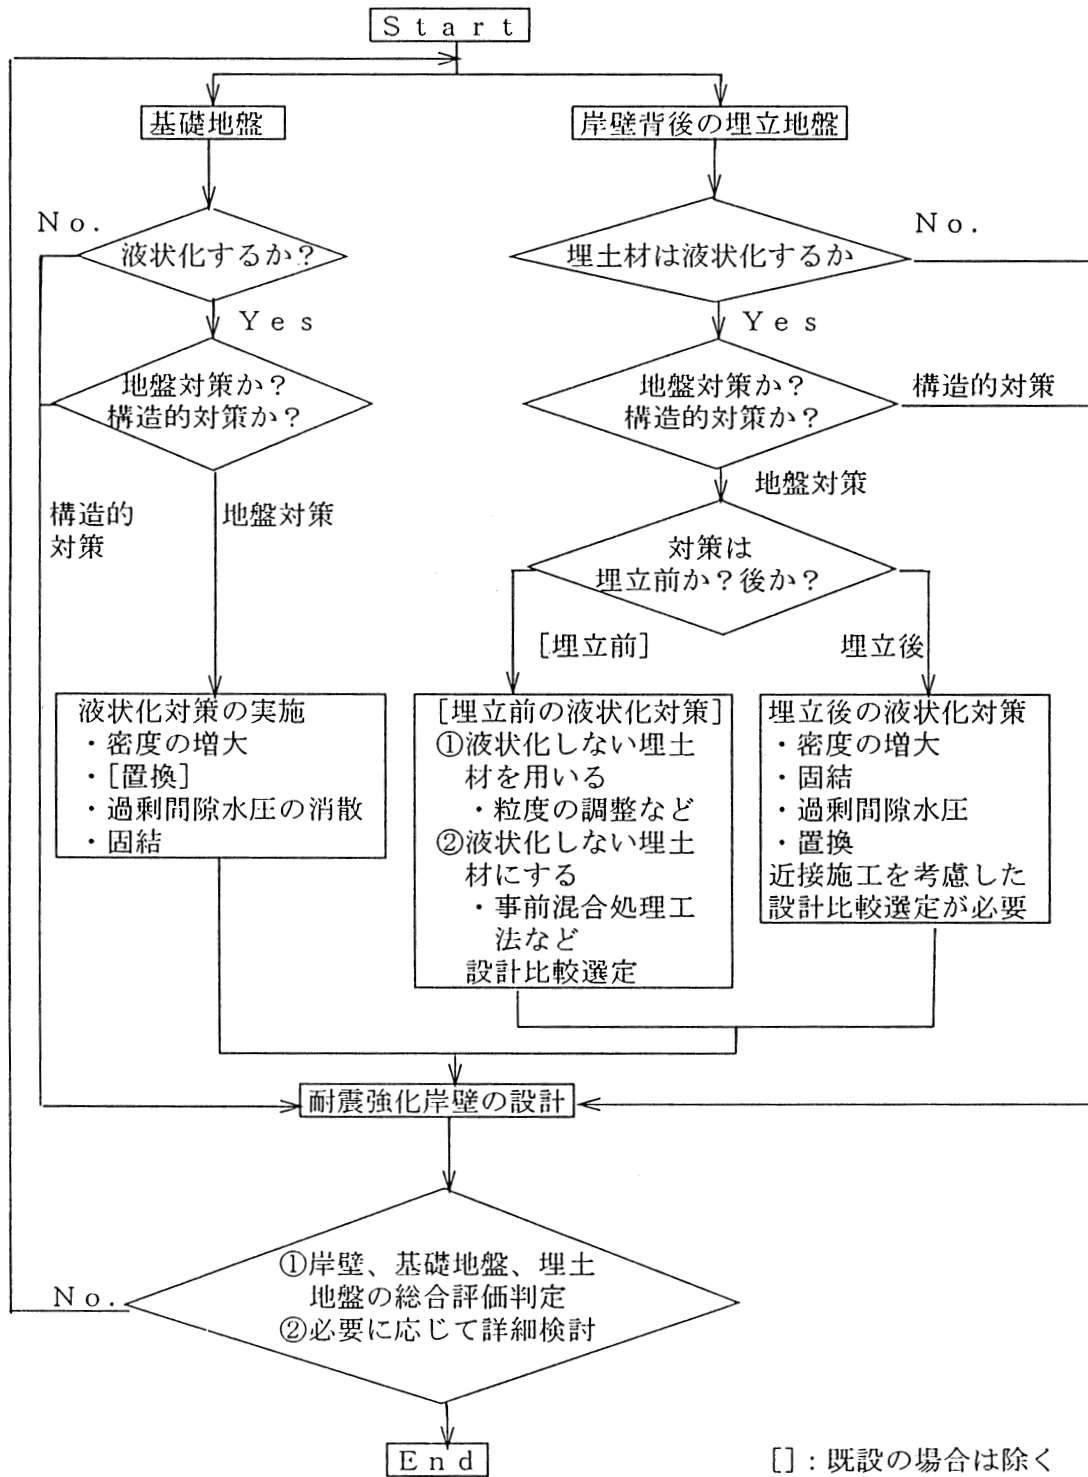 Start
基礎地盤
岸壁背後の埋立地盤
No.
液状化するか？
埋土材は液状化するか
No.
Yes
Yes
地盤対策か？
構造的対策か？
地盤対策か？
構造的対策か？
構造的対策
構造的
対策
地盤対策
地盤対策
対策は
埋立前か？後か？
[埋立前]
埋立後
液状化対策の実施
・密度の増大
・[置換]
・過剰間隙水圧の消散
・固結
[埋立前の液状化対策]
①液状化しない埋土
材を用いる
・粒度の調整など
②液状化しない埋土
材にする
・事前混合処理工
法など
設計比較選定
埋立後の液状化対策
・密度の増大
・固結
・過剰間隙水圧
・置換
近接施工を考慮した
設計比較選定が必要
耐震強化岸壁の設計
No.
①岸壁、基礎地盤、埋土
地盤の総合評価判定
②必要に応じて詳細検討
End
[]：既設の場合は除く